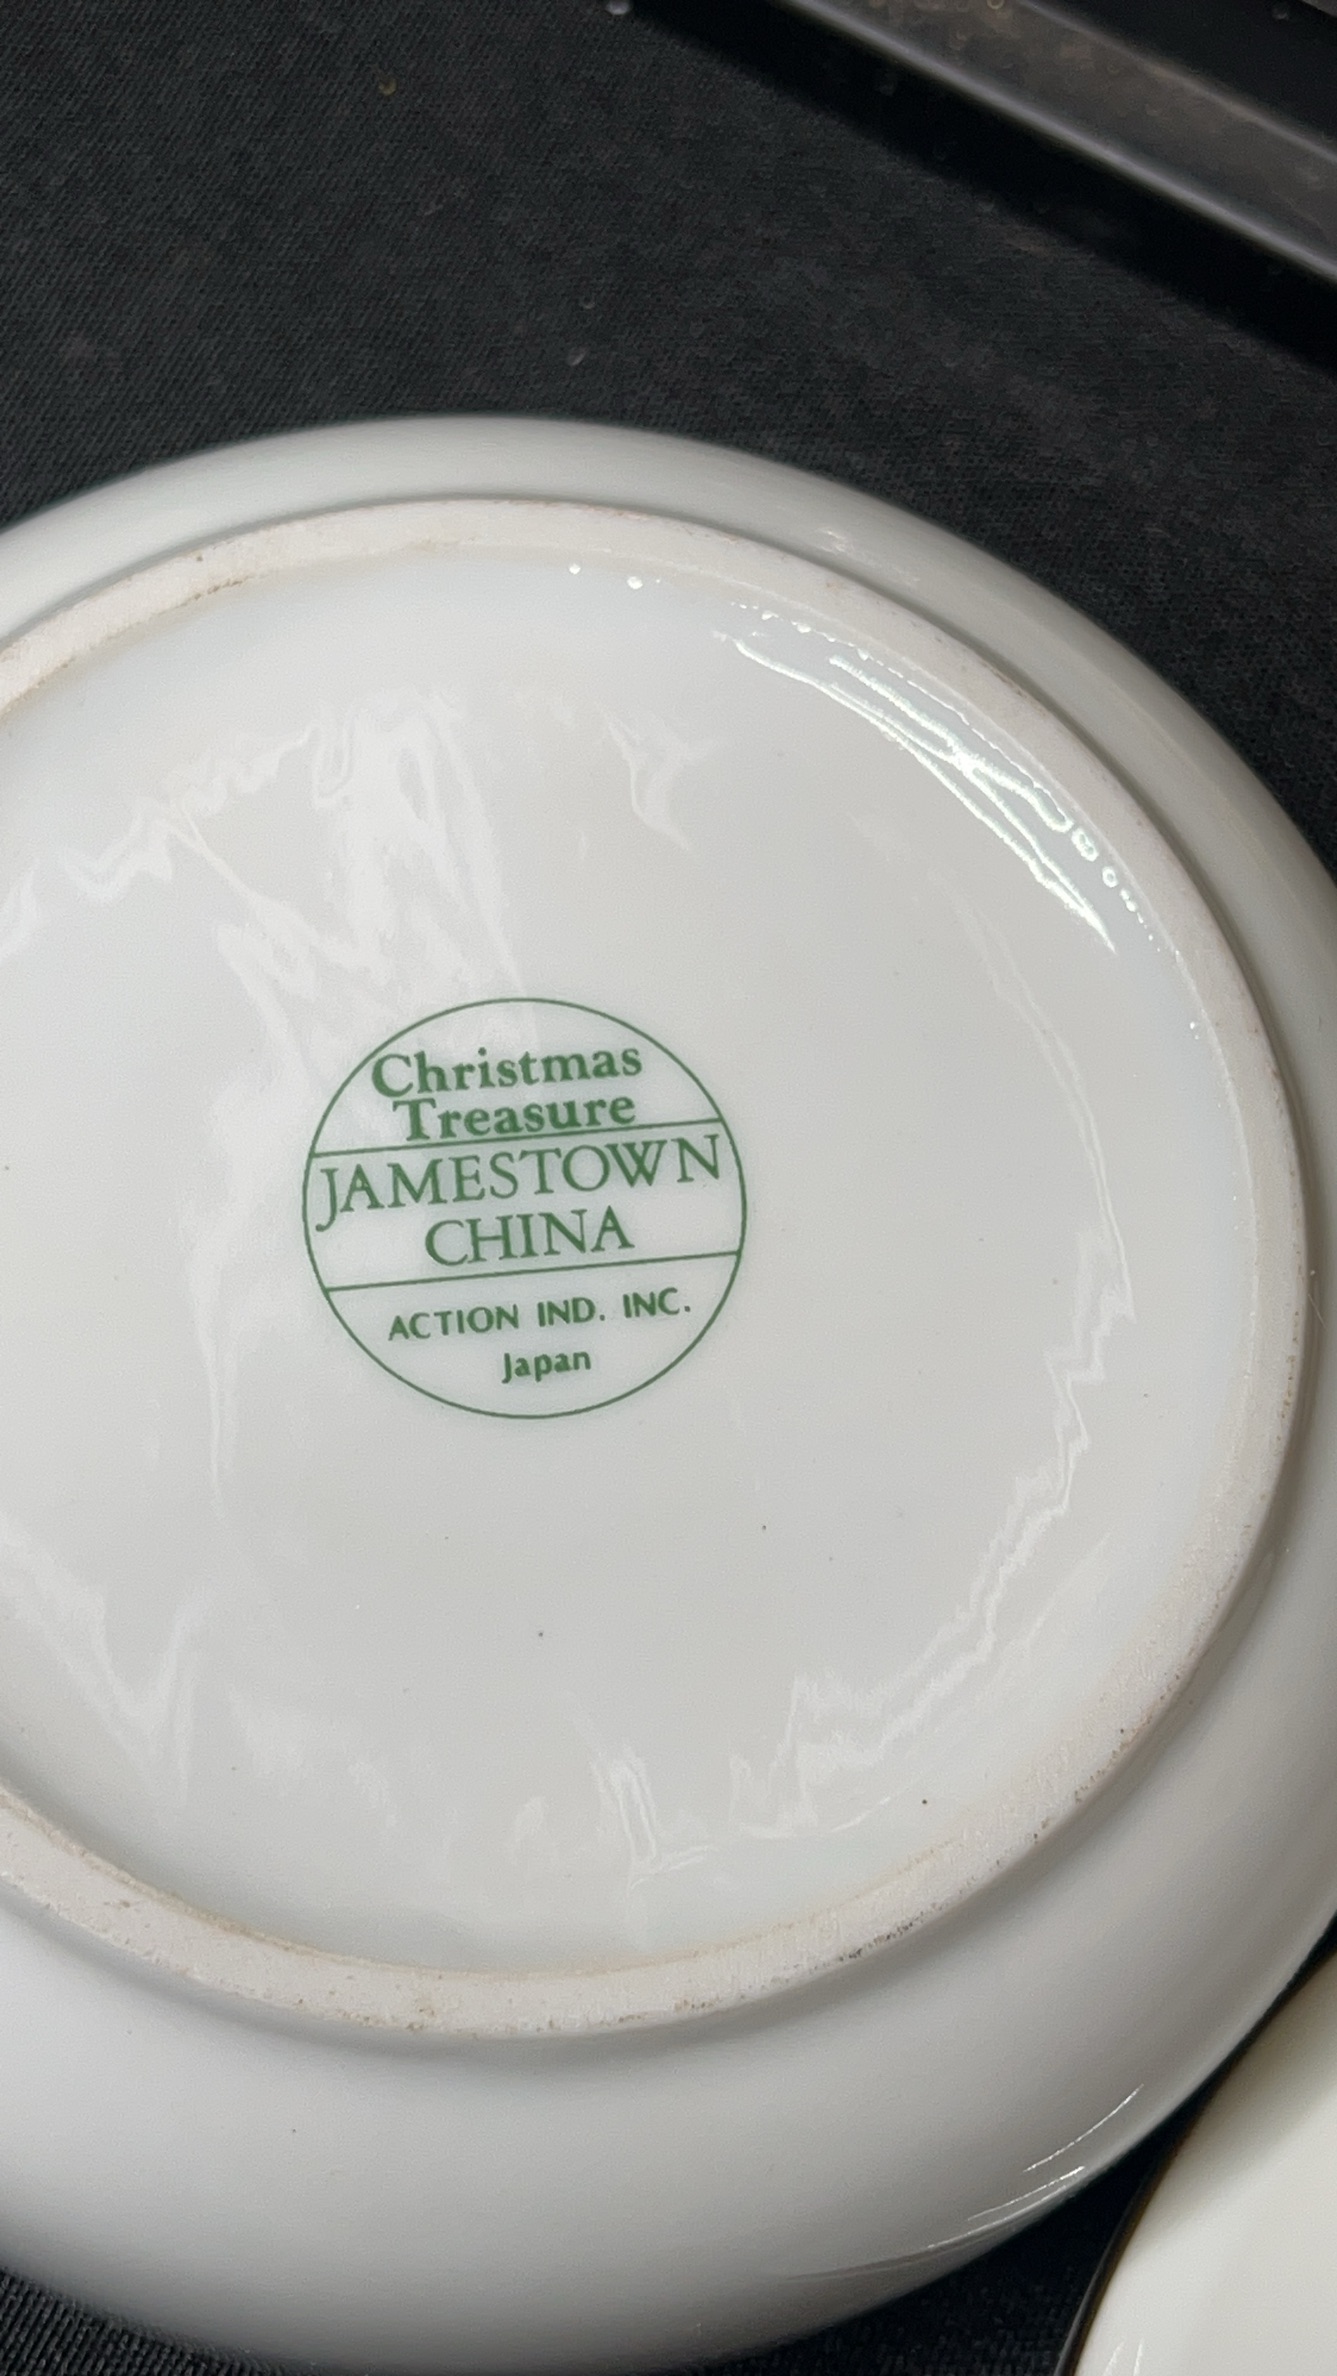 Christmas
Treasure
JAMESTOWN
CHINA
ACTION IND. INC.
Japan